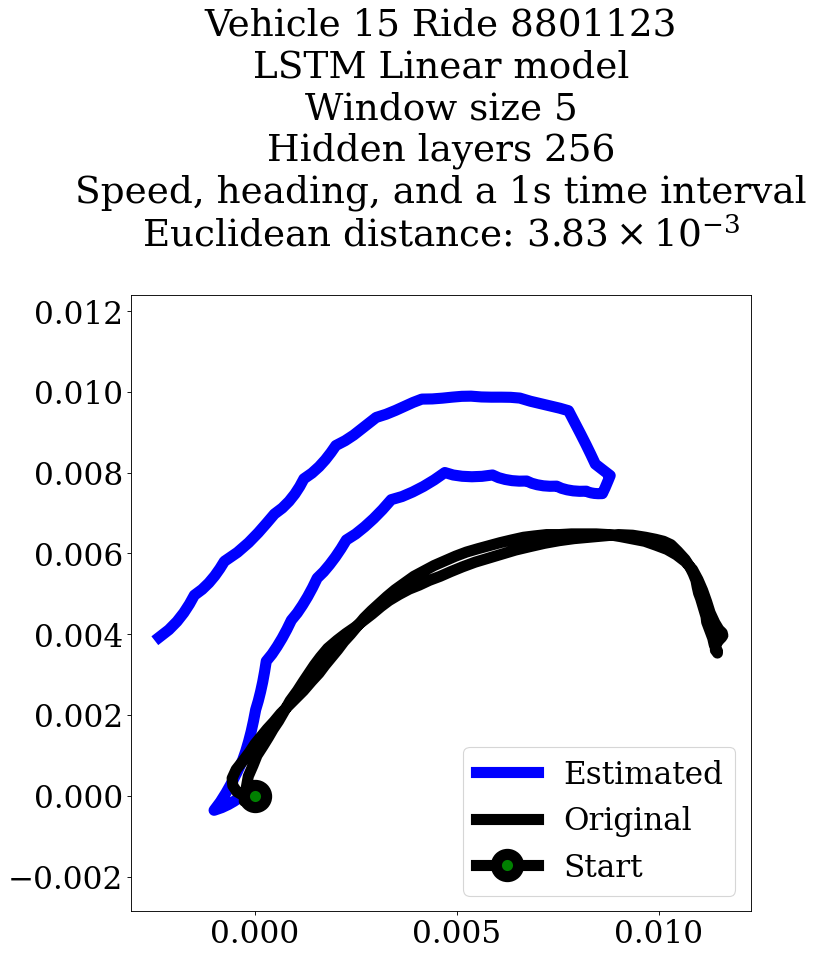 Vehicle 15 Ride 8801123
LSTM Linear model
Window size 5
Hidden layers 256
Speed, heading, and a 1s time interval
Euclidean distance: 3.83 × 10⁻³
0.012
0.010
0.008
0.006
0.004
0.002
0.000
−0.002
Estimated
Original
Start
0.000 0.005 0.010